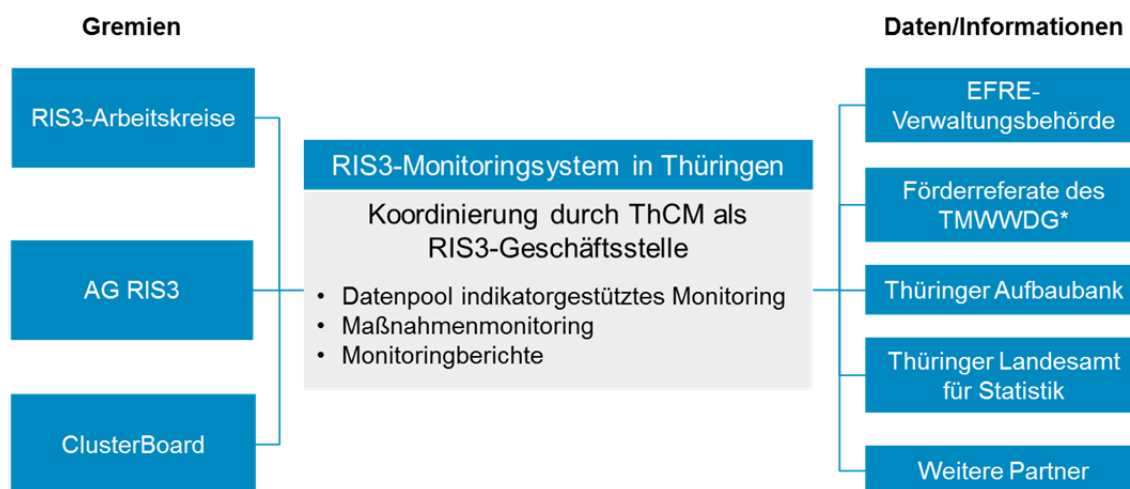 Gremien
RIS3-Arbeitskreise
AG RIS3
ClusterBoard
RIS3-Monitoringsystem in Thüringen
Koordinierung durch ThCM als
RIS3-Geschäftsstelle
• Datenpool indikatorgestütztes Monitoring
• Maßnahmenmonitoring
• Monitoringberichte
Daten/Informationen
EFRE-
Verwaltungsbehörde
Förderreferate des
TMWWDG*
Thüringer Aufbaubank
Thüringer Landesamt
für Statistik
Weitere Partner